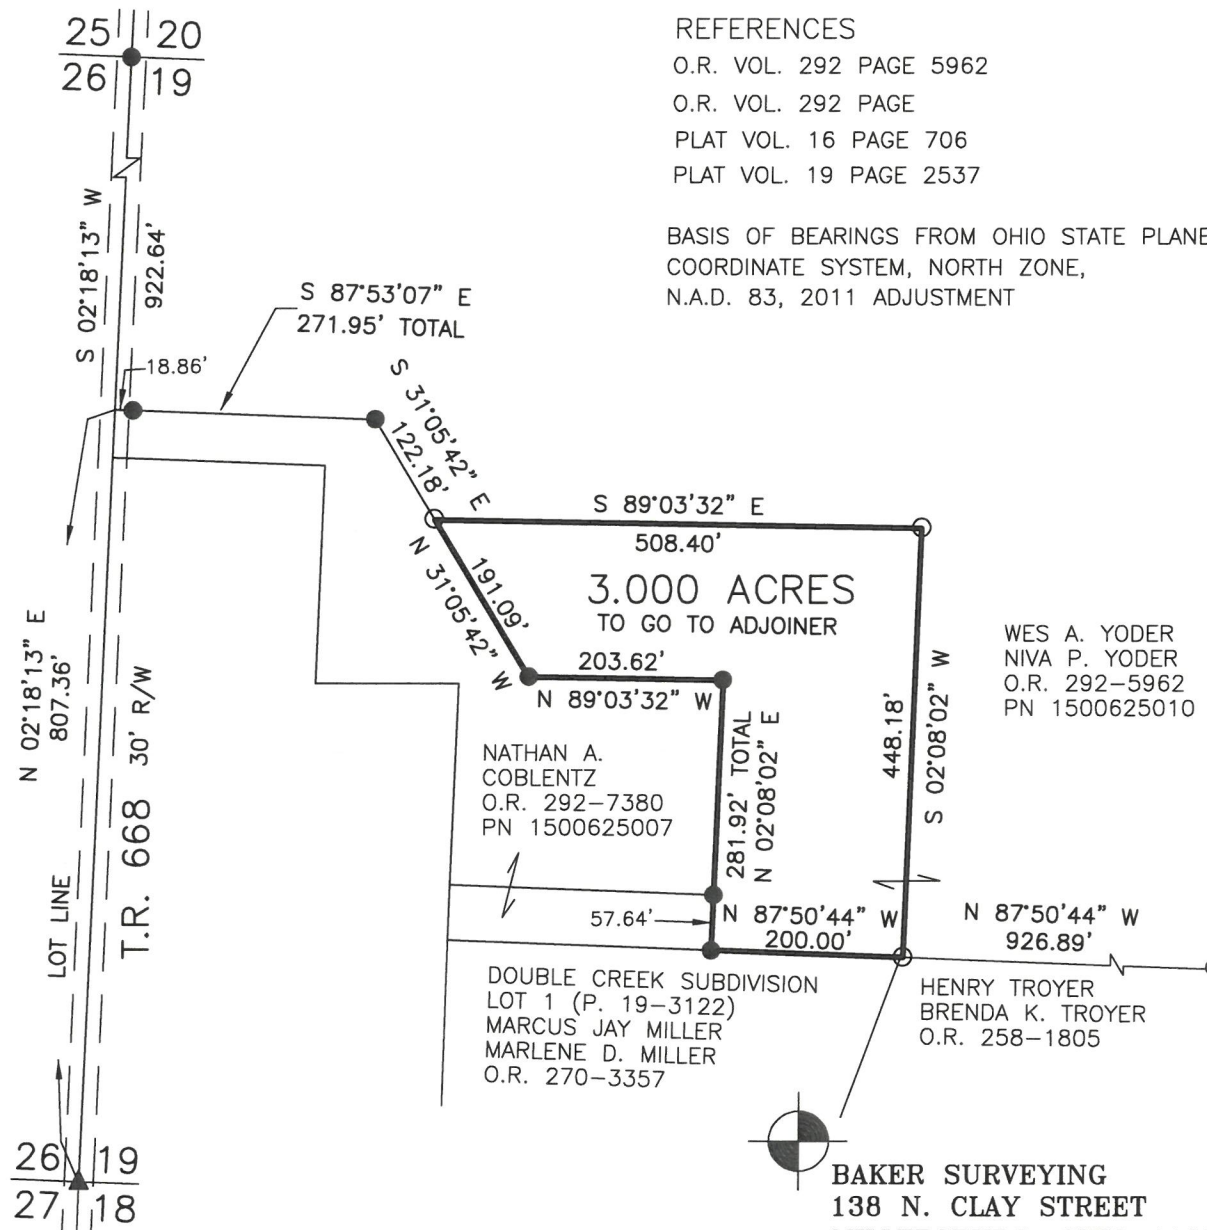 25 20
26 19
REFERENCES
O.R. VOL. 292 PAGE 5962
O.R. VOL. 292 PAGE
PLAT VOL. 16 PAGE 706
PLAT VOL. 19 PAGE 2537
BASIS OF BEARINGS FROM OHIO STATE PLANE
COORDINATE SYSTEM, NORTH ZONE,
N.A.D. 83, 2011 ADJUSTMENT
S 02°18'13" W
922.64'
S 87°53'07" E
271.95' TOTAL
18.86'
S 31°05'42" E
122.18'
S 89°03'32" E
508.40'
3.000 ACRES
TO GO TO ADJOINER
191.09'
N 31°05'42" W
203.62'
N 89°03'32" W
WES A. YODER
NIVA P. YODER
O.R. 292-5962
PN 1500625010
448.18'
S 02°08'02" W
N 02°18'13" E
807.36'
30' R/W
T.R. 668
LOT LINE
NATHAN A.
COBLENTZ
O.R. 292-7380
PN 1500625007
281.92' TOTAL
N 02°08'02" E
57.64'
N 87°50'44" W
200.00'
N 87°50'44" W
926.89'
DOUBLE CREEK SUBDIVISION
LOT 1 (P. 19-3122)
MARCUS JAY MILLER
MARLENE D. MILLER
O.R. 270-3357
HENRY TROYER
BRENDA K. TROYER
O.R. 258-1805
26 19
27 18
BAKER SURVEYING
138 N. CLAY STREET